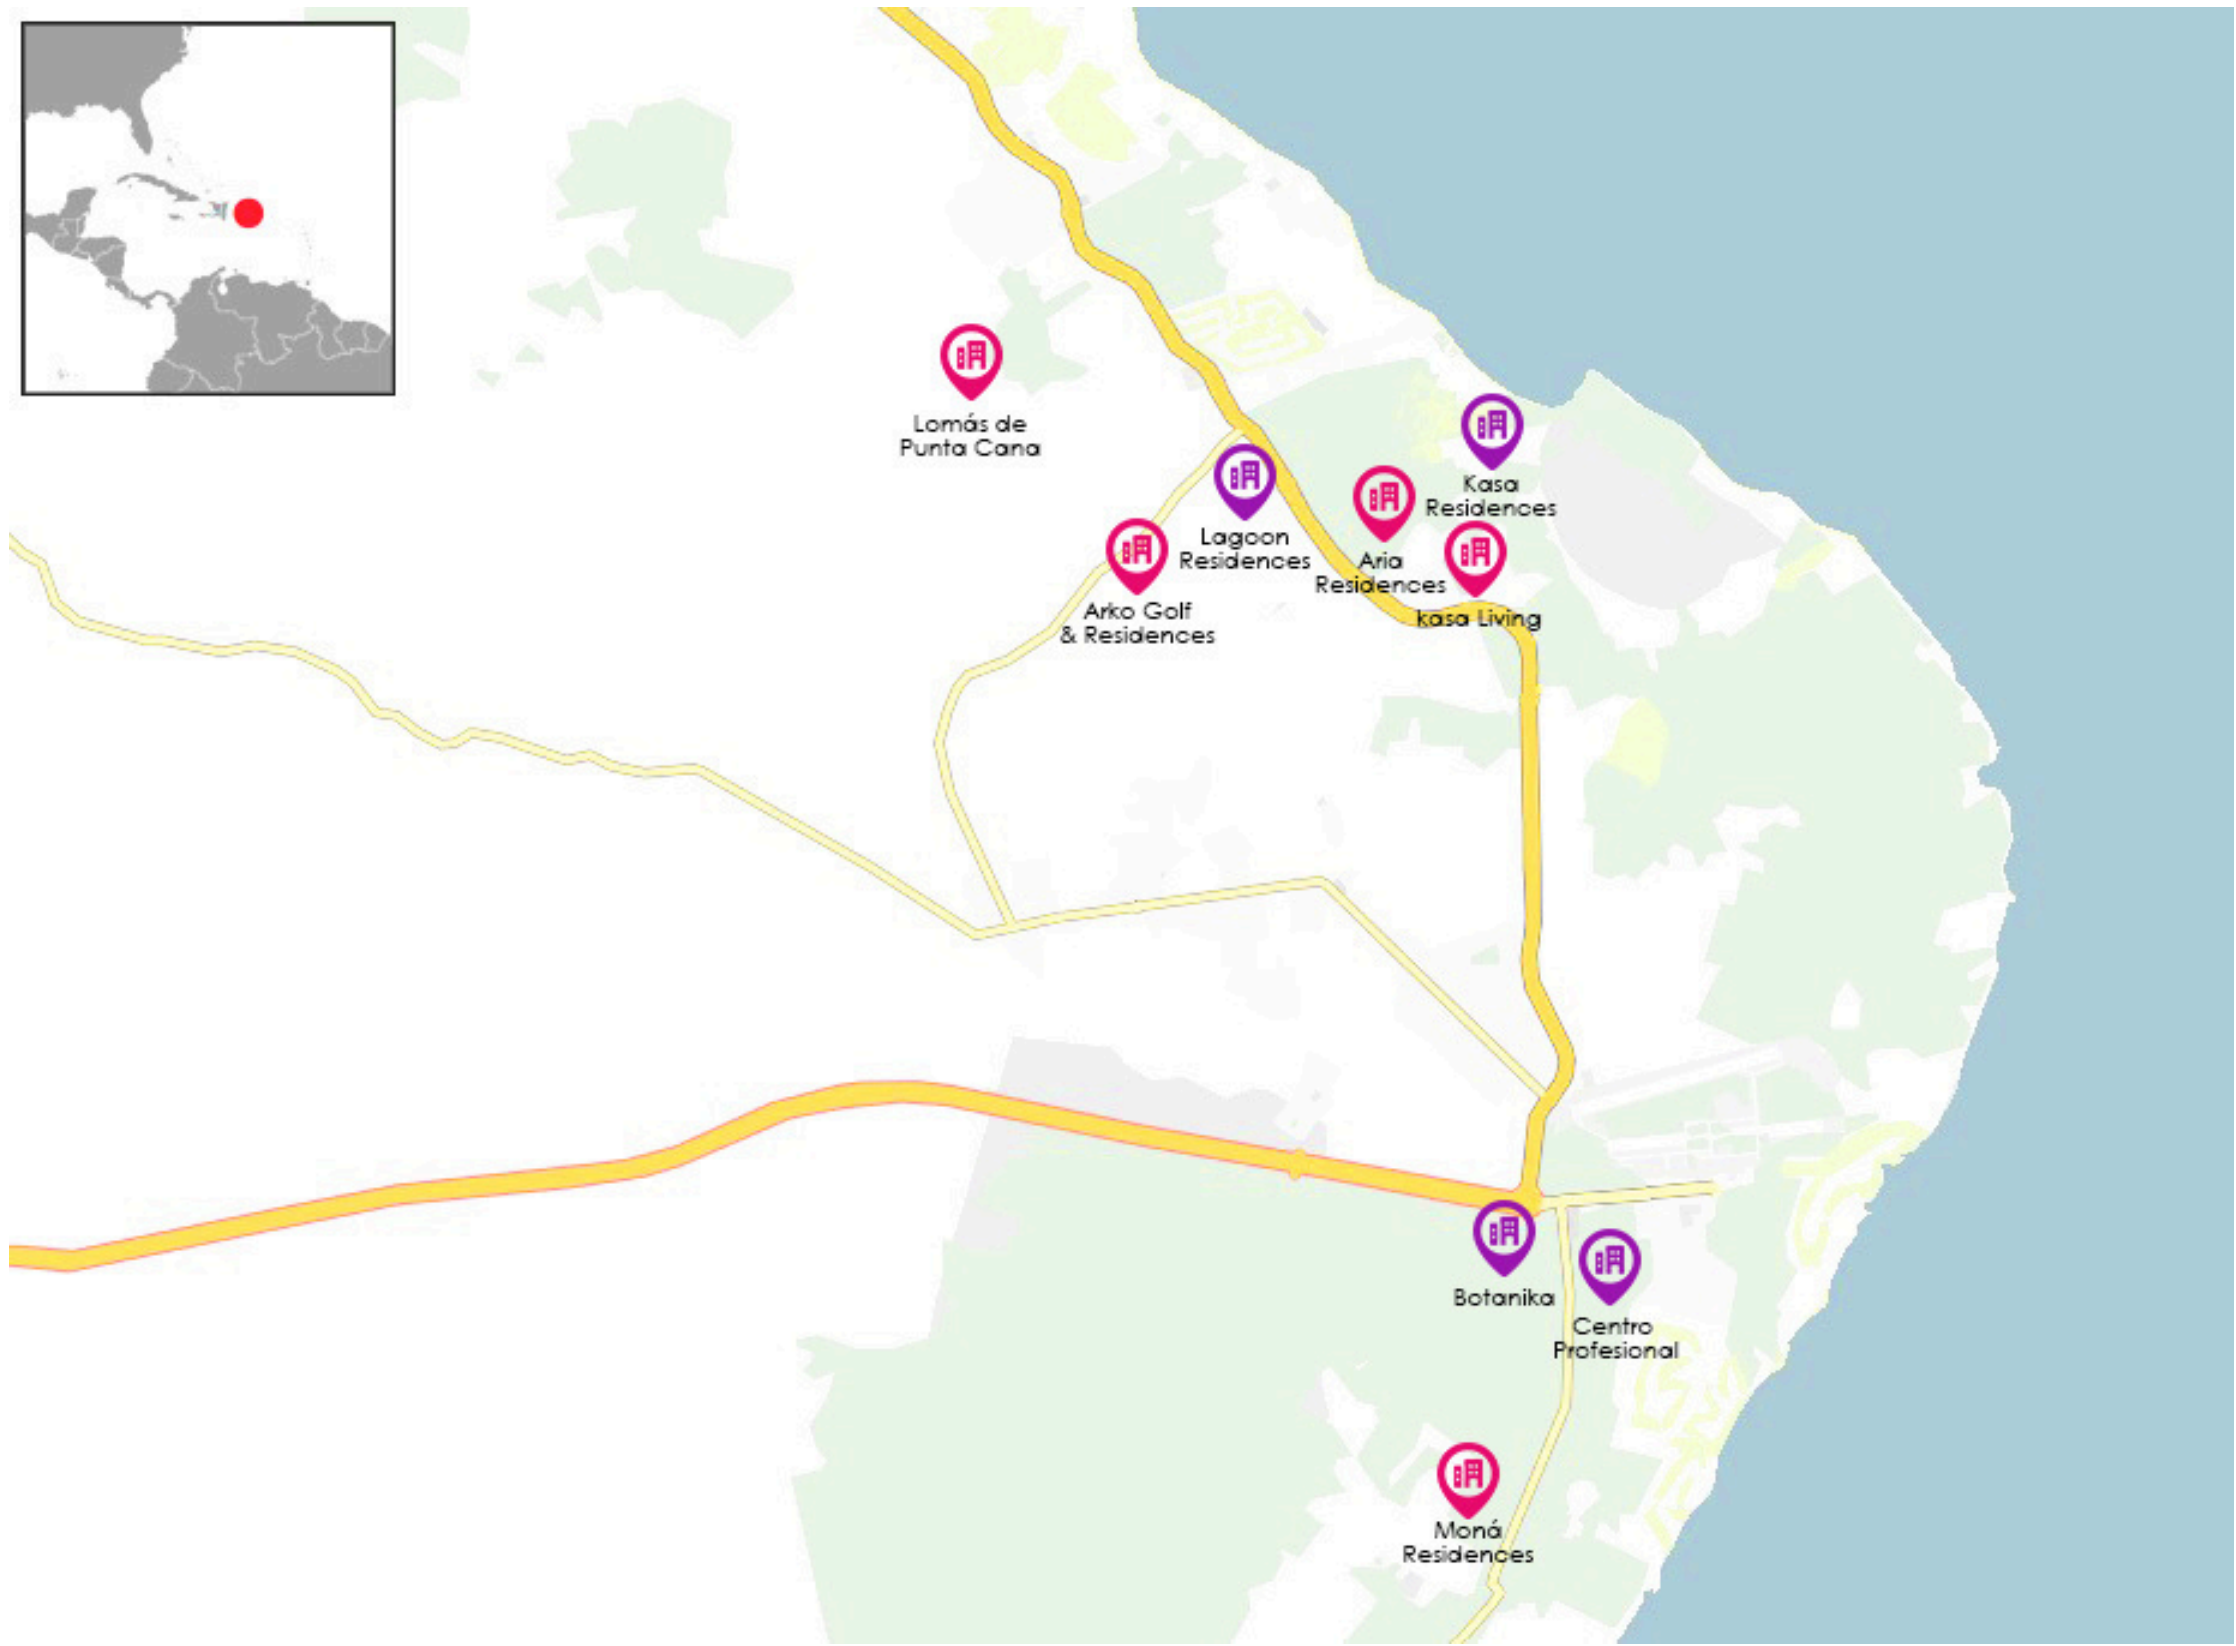 Lomás de
Punta Cana
Kasa
Residences
Lagoon
Residences
Aria
Residences
Arko Golf
& Residences
kasa Living
Botanika
Centro
Profesional
Moná
Residences